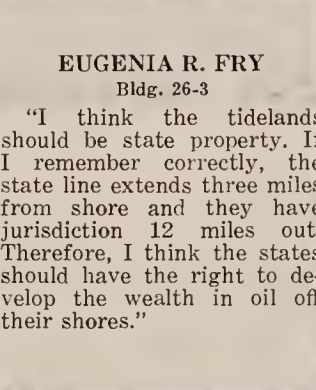 EUGENIA R. FRY
Bldg. 26-3
“I think the tidelands
should be state property. If
I remember correctly, the
state line extends three miles
from shore and they have
jurisdiction 12 miles out.
Therefore, I think the states
should have the right to de-
velop the wealth in oil off
their shores.”